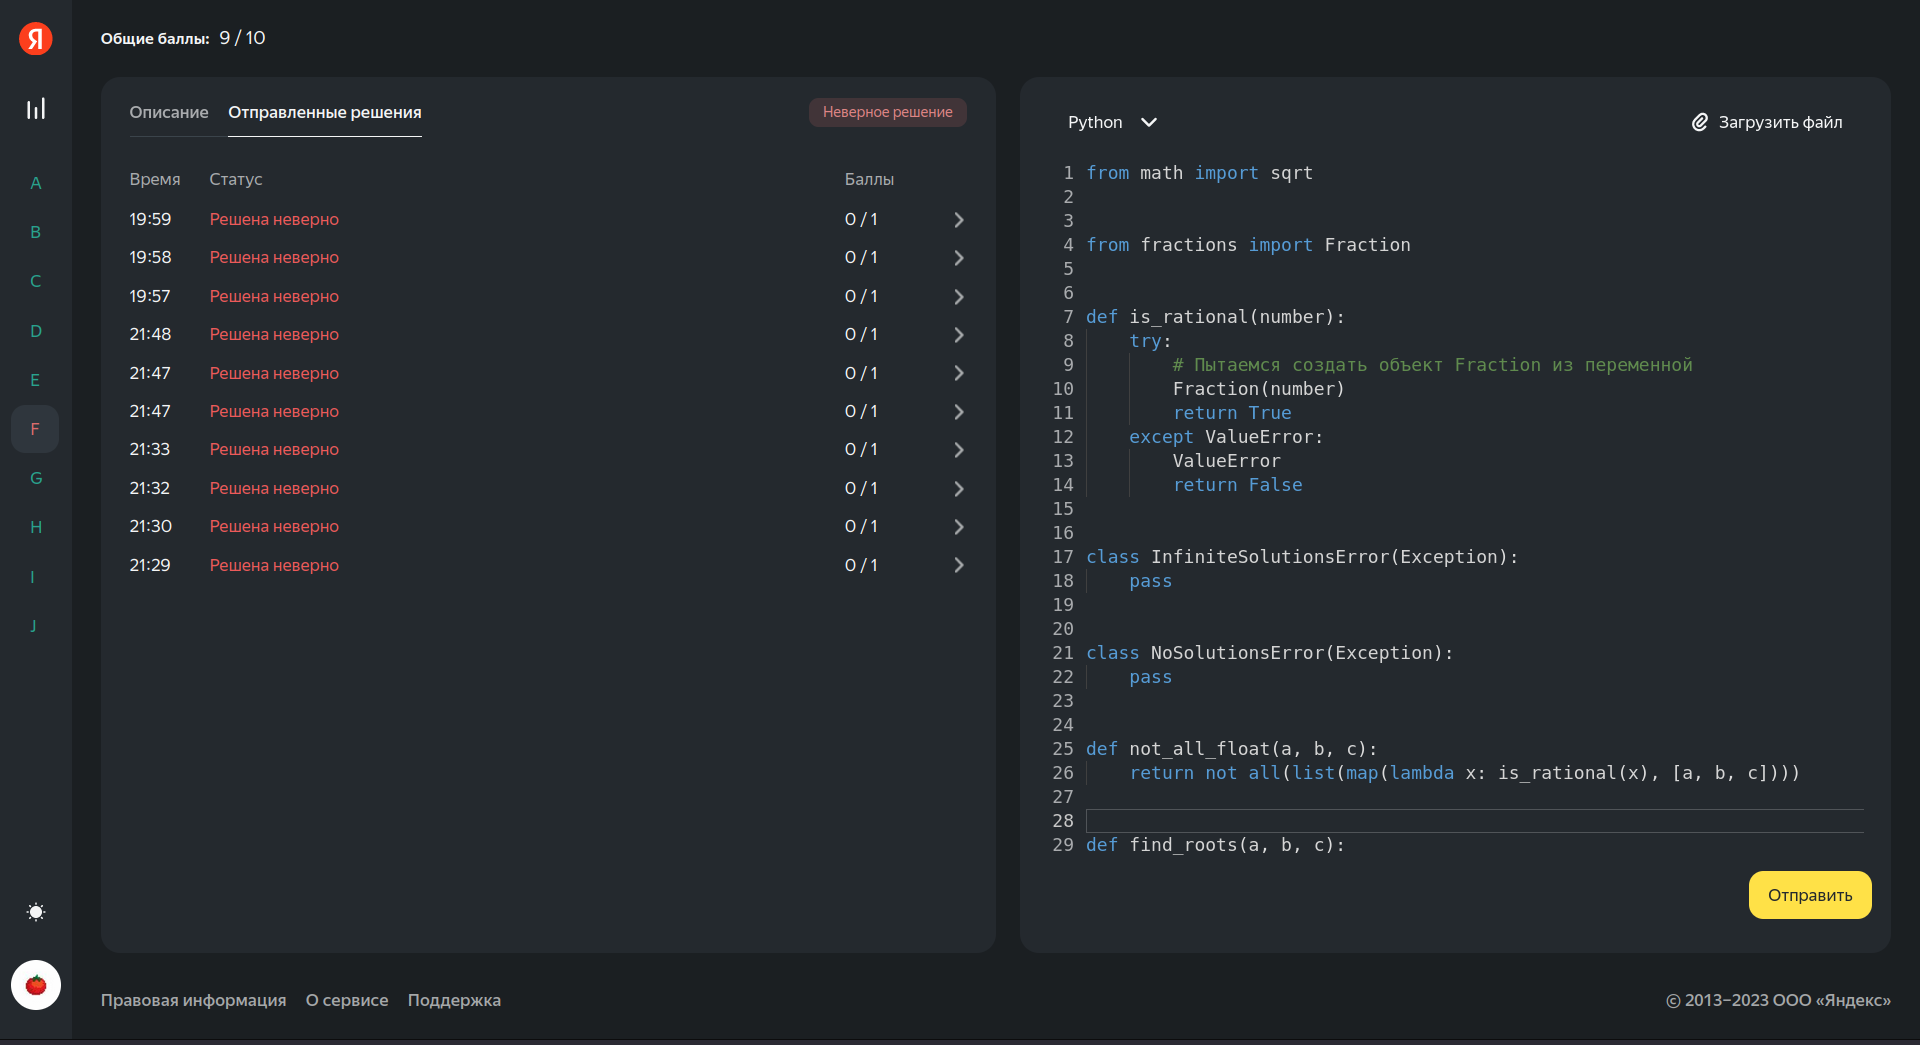 Я
Общие баллы: 9 / 10
A
B
C
D
E
F
G
H
I
J
Описание Отправленные решения Неверное решение
Время Статус Баллы
19:59 Решена неверно 0 / 1
19:58 Решена неверно 0 / 1
19:57 Решена неверно 0 / 1
21:48 Решена неверно 0 / 1
21:47 Решена неверно 0 / 1
21:47 Решена неверно 0 / 1
21:33 Решена неверно 0 / 1
21:32 Решена неверно 0 / 1
21:30 Решена неверно 0 / 1
21:29 Решена неверно 0 / 1
Python Загрузить файл
1 from math import sqrt
2
3
4 from fractions import Fraction
5
6
7 def is_rational(number):
8 try:
9 # Пытаемся создать объект Fraction из переменной
10 Fraction(number)
11 return True
12 except ValueError:
13 ValueError
14 return False
15
16
17 class InfiniteSolutionsError(Exception):
18 pass
19
20
21 class NoSolutionsError(Exception):
22 pass
23
24
25 def not_all_float(a, b, c):
26 return not all(list(map(lambda x: is_rational(x), [a, b, c])))
27
28
29 def find_roots(a, b, c):
Отправить
Правовая информация О сервисе Поддержка © 2013–2023 ООО «Яндекс»